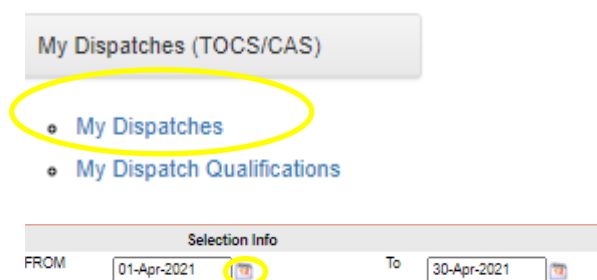 My Dispatches (TOCS/CAS)
My Dispatches
My Dispatch Qualifications
Selection Info
FROM 01-Apr-2021 To 30-Apr-2021